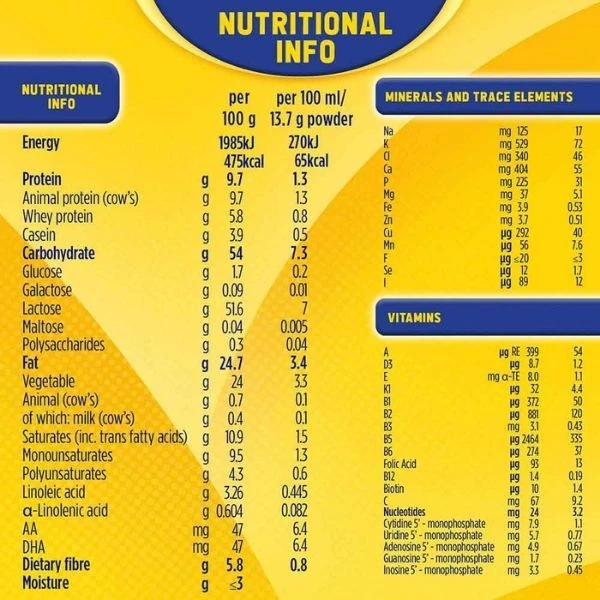 NUTRITIONAL
INFO
NUTRITIONAL
INFO
per per 100 ml/
100 g 13.7 g powder
Energy 1985kJ 270kJ
475kcal 65kcal
Protein g 9.7 1.3
Animal protein (cow's) g 9.7 1.3
Whey protein g 5.8 0.8
Casein g 3.9 0.5
Carbohydrate g 54 7.3
Glucose g 1.7 0.2
Galactose g 0.09 0.01
Lactose g 51.6 7
Maltose g 0.04 0.005
Polysaccharides g 0.3 0.04
Fat g 24.7 3.4
Vegetable g 24 3.3
Animal (cow's) g 0.7 0.1
of which: milk (cow's) g 0.4 0.1
Saturates (inc. trans fatty acids) g 10.9 1.5
Monounsaturates g 9.5 1.3
Polyunsaturates g 4.3 0.6
Linoleic acid g 3.26 0.445
α-Linolenic acid g 0.604 0.082
AA mg 47 6.4
DHA mg 47 6.4
Dietary fibre g 5.8 0.8
Moisture g ≤3
MINERALS AND TRACE ELEMENTS
Na mg 125 17
K mg 529 72
Cl mg 340 46
Ca mg 404 55
P mg 225 31
Mg mg 37 5.1
Fe mg 3.9 0.53
Zn mg 3.7 0.51
Cu µg 292 40
Mn µg 56 7.6
F µg ≤20 ≤3
Se µg 12 1.7
I µg 89 12
VITAMINS
A µg RE 399 54
D3 µg 8.7 1.2
E mg α-TE 8.0 1.1
K1 µg 32 4.4
B1 µg 372 50
B2 µg 881 120
B3 mg 3.1 0.43
B5 µg 2464 335
B6 µg 274 37
Folic Acid µg 93 13
B12 µg 1.4 0.19
Biotin µg 10 1.4
C mg 67 9.2
Nucleotides mg 24 3.2
Cytidine 5' - monophosphate mg 7.9 1.1
Uridine 5' - monophosphate mg 5.7 0.77
Adenosine 5' - monophosphate mg 4.9 0.67
Guanosine 5' - monophosphate mg 1.7 0.23
Inosine 5' - monophosphate mg 3.3 0.45